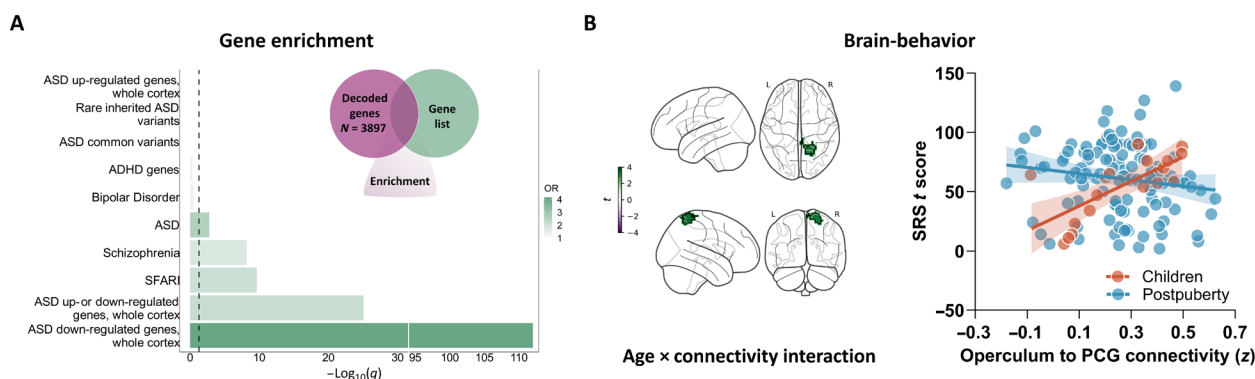 A
Gene enrichment
ASD up-regulated genes,
whole cortex
Rare inherited ASD
variants
ASD common variants
ADHD genes
Bipolar Disorder
ASD
Schizophrenia
SFARI
ASD up-or down-regulated
genes, whole cortex
ASD down-regulated genes,
whole cortex
Decoded
genes
N = 3897
Gene
list
Enrichment
OR
4
3
2
1
0 10 20 30 95 100 105 110
−Log10(q)
B
Brain-behavior
L R
4
2
0
−2
−4
t
L R
Age × connectivity interaction
150
100
50
0
−50
SRS t score
Children
Postpuberty
−0.3 −0.1 0.1 0.3 0.5 0.7
Operculum to PCG connectivity (z)